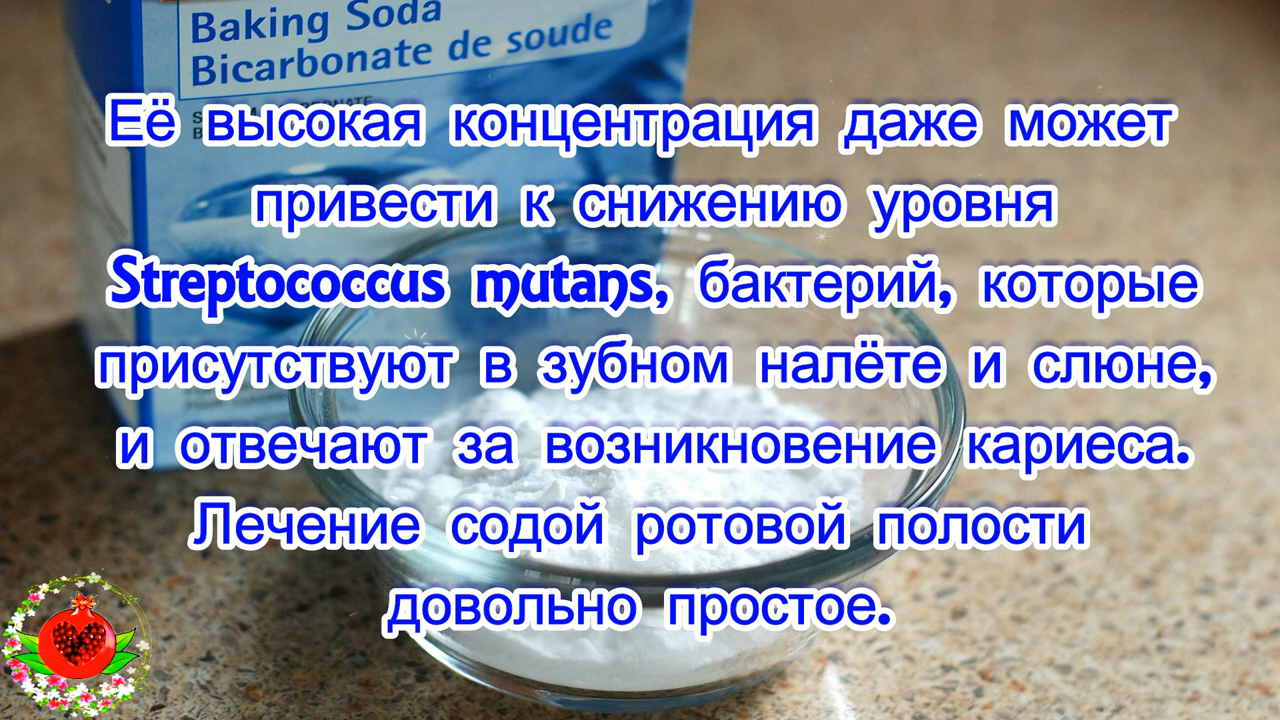 Baking Soda
Bicarbonate de soude
Её высокая концентрация даже может
привести к снижению уровня
Streptococcus mutans, бактерий, которые
присутствуют в зубном налёте и слюне,
и отвечают за возникновение кариеса.
Лечение содой ротовой полости
довольно простое.